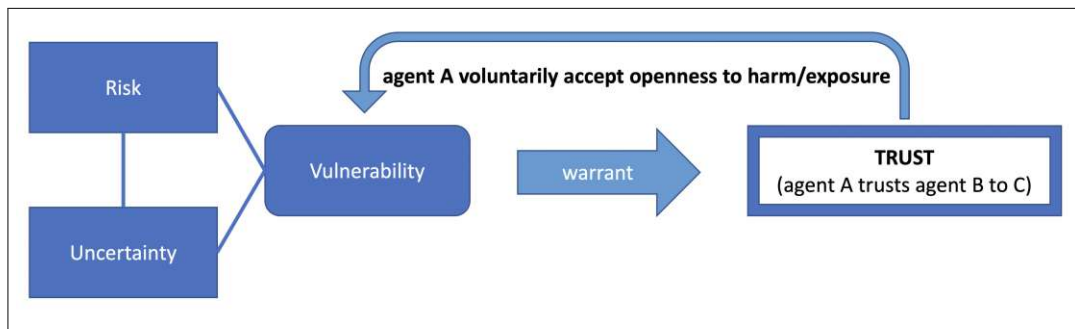 Risk
agent A voluntarily accept openness to harm/exposure
Vulnerability
warrant
TRUST
(agent A trusts agent B to C)
Uncertainty